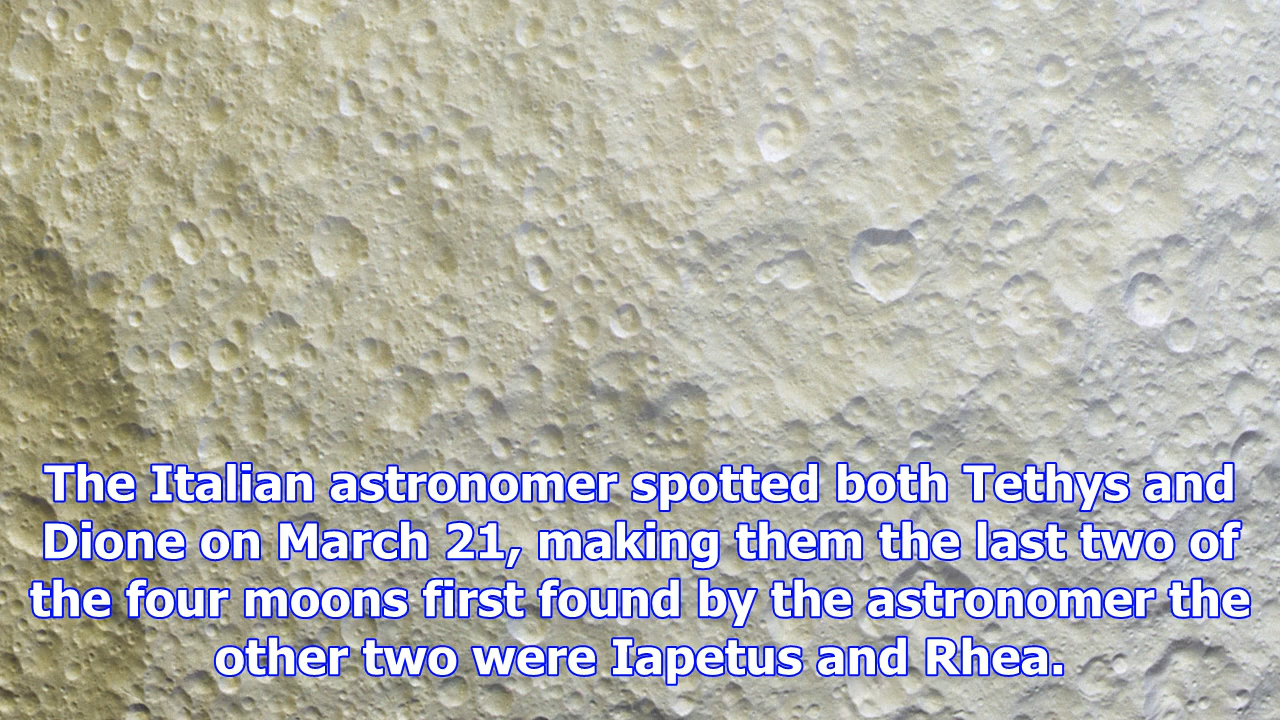 The Italian astronomer spotted both Tethys and
Dione on March 21, making them the last two of
the four moons first found by the astronomer the
other two were Iapetus and Rhea.